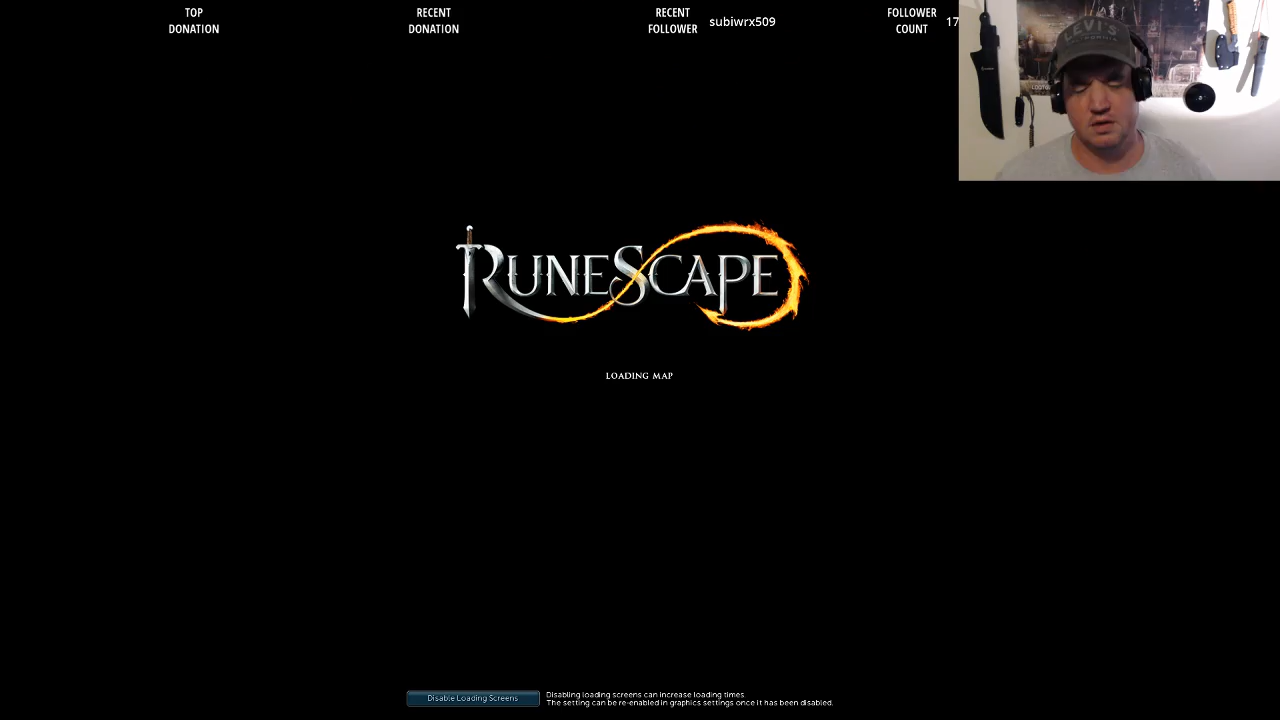 TOP
DONATION
RECENT
DONATION
RECENT
FOLLOWER
subiwrx509
FOLLOWER
COUNT
17
LEVI'S
RUNESCAPE
LOADING MAP
Disable Loading Screens
Disabling loading screens can increase loading times
The setting can be re-enabled in graphics settings once it has been disabled.